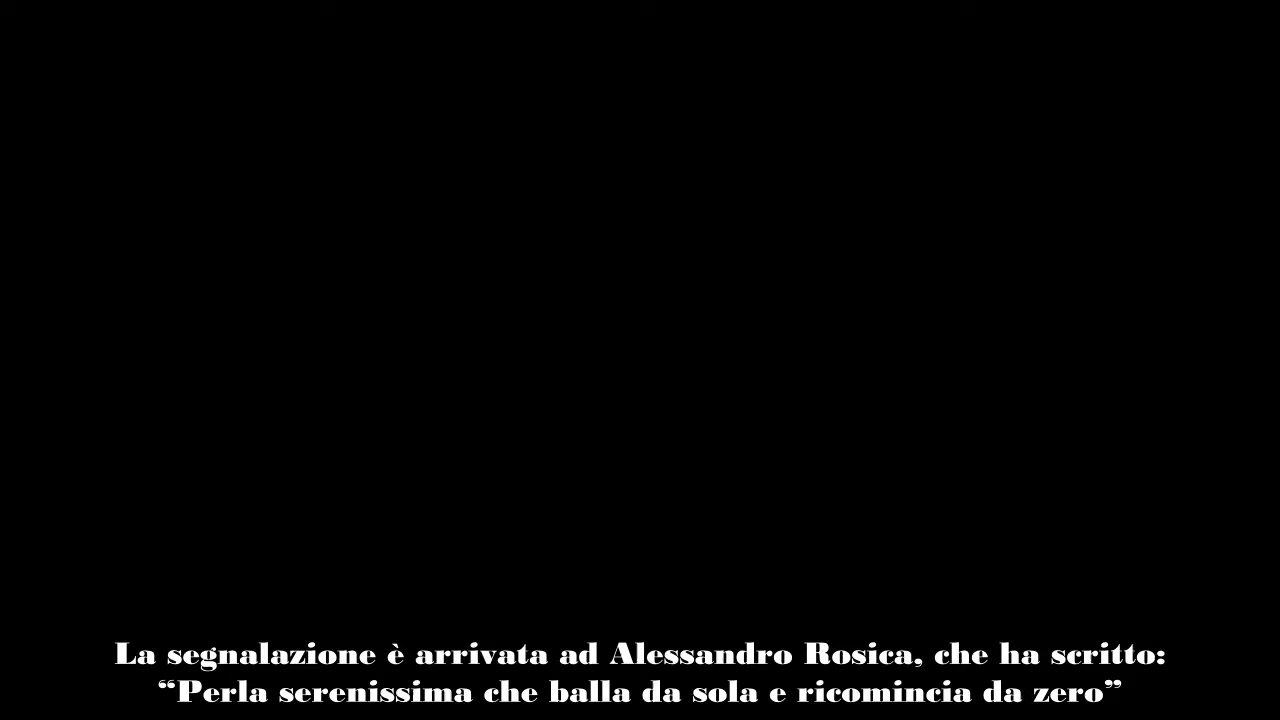 La segnalazione è arrivata ad Alessandro Rosica, che ha scritto:
“Perla serenissima che balla da sola e ricomincia da zero”